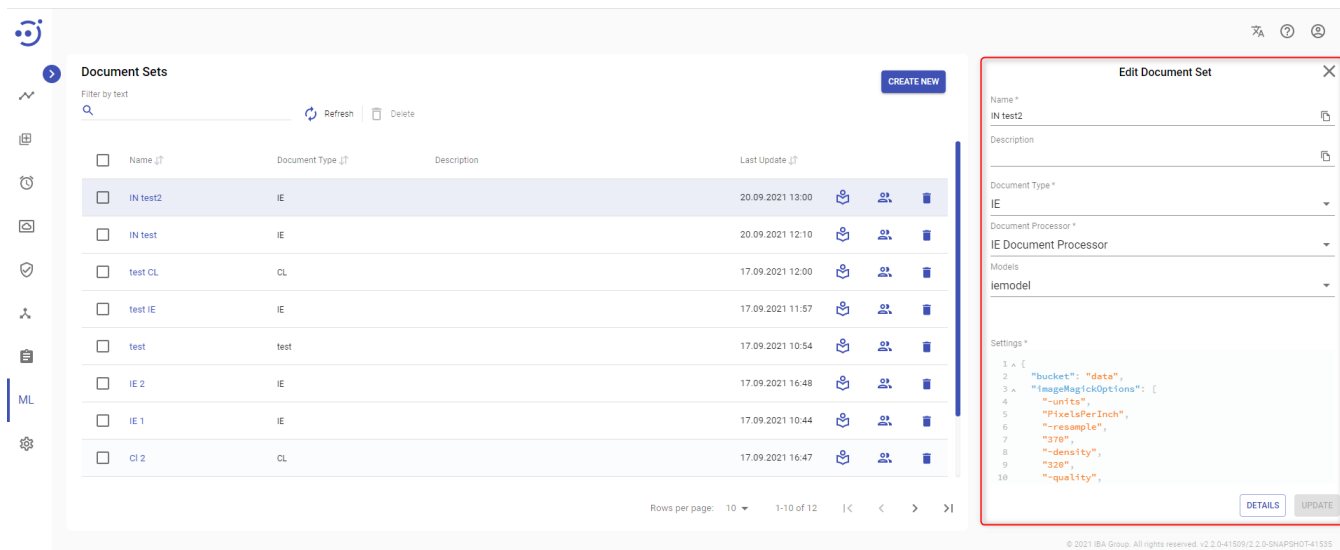 Document Sets
CREATE NEW
Filter by text
Refresh
Delete
Name Document Type Description Last Update
IN test2 IE 20.09.2021 13:00
IN test IE 20.09.2021 12:10
test CL CL 17.09.2021 12:00
test IE IE 17.09.2021 11:57
test test 17.09.2021 10:54
IE 2 IE 17.09.2021 16:48
IE 1 IE 17.09.2021 10:44
Cl 2 CL 17.09.2021 16:47
Rows per page: 10 1-10 of 12
ML
Edit Document Set
Name *
IN test2
Description
Document Type *
IE
Document Processor *
IE Document Processor
Models
iemodel
Settings *
1 {
2 "bucket": "data",
3 "imageMagickOptions": [
4 "-units",
5 "PixelsPerInch",
6 "-resample",
7 "370",
8 "-density",
9 "320",
10 "-quality",
DETAILS UPDATE
© 2021 IBA Group. All rights reserved. v2.2.0-41509/2.2.0-SNAPSHOT-41535